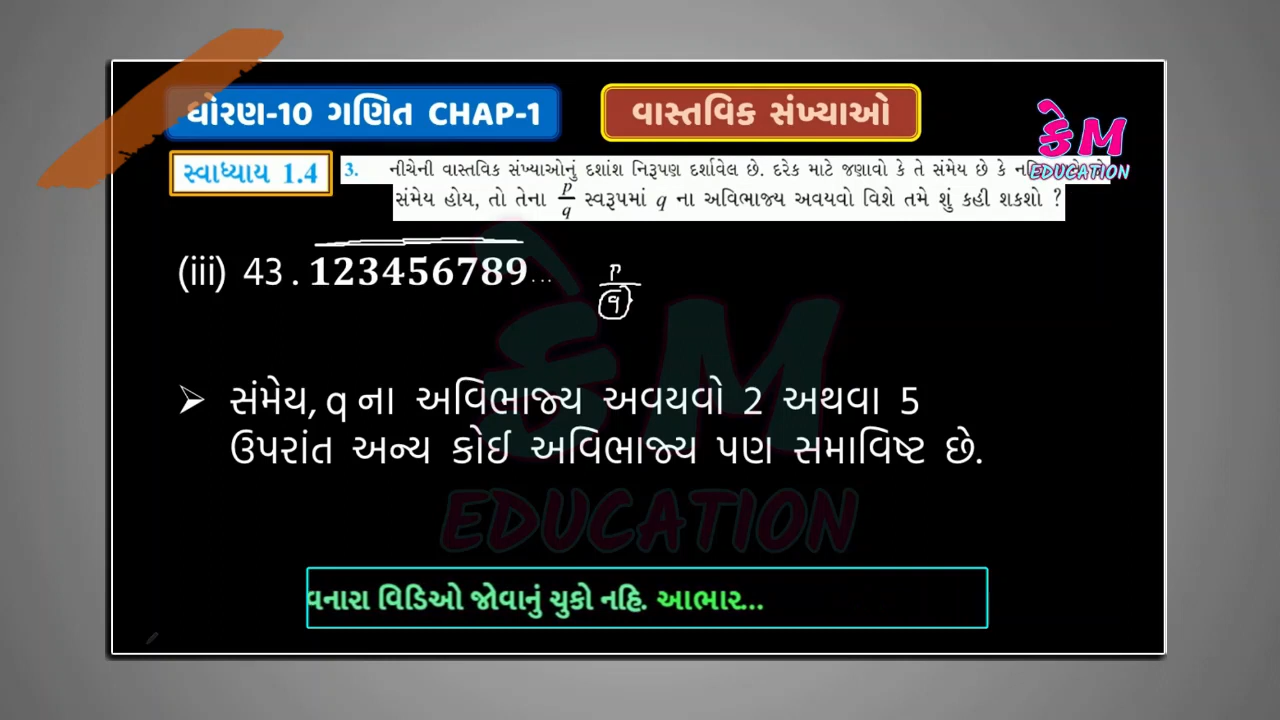 ધોરણ-10 ગણિત CHAP-1
વાસ્તવિક સંખ્યાઓ
કેM
EDUCATION
સ્વાધ્યાય 1.4
3. નીચેની વાસ્તવિક સંખ્યાઓનું દશાંશ નિરૂપણ દર્શાવેલ છે. દરેક માટે જણાવો કે તે સંમેય છે કે
સંમેય હોય, તો તેના p/q સ્વરૂપમાં q ના અવિભાજ્ય અવયવો વિશે તમે શું કહી શકશો ?
(iii) 43.123456789...
p/q
➤ સંમેય, q ના અવિભાજ્ય અવયવો 2 અથવા 5
ઉપરાંત અન્ય કોઈ અવિભાજ્ય પણ સમાવિષ્ટ છે.
કેM
EDUCATION
વનારા વિડિઓ જોવાનું ચુકો નહિ. આભાર...